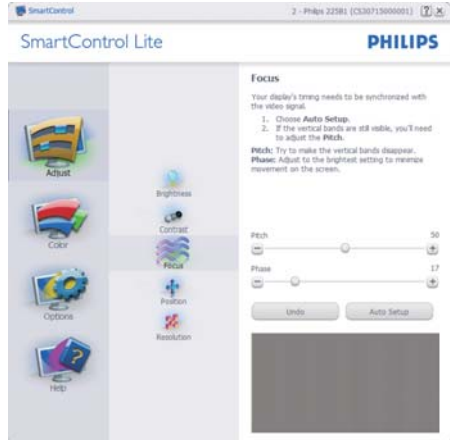 SmartControl
2 - Philips 225B1 (CS30715000001)
SmartControl Lite
PHILIPS
Adjust
Color
Options
Help
Brightness
Contrast
Focus
Position
Resolution
Focus
Your display's timing needs to be synchronized with
the video signal.
1. Choose Auto Setup.
2. If the vertical bands are still visible, you'll need
to adjust the Pitch.
Pitch: Try to make the vertical bands disappear.
Phase: Adjust to the brightest setting to minimize
movement on the screen.
Pitch 50
Phase 17
Undo Auto Setup